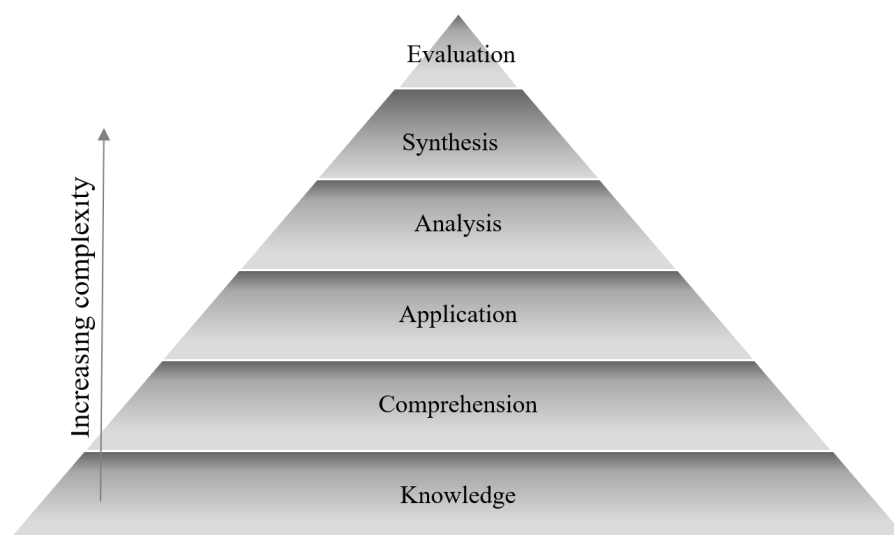 Evaluation
Synthesis
Analysis
Application
Comprehension
Knowledge
Increasing complexity